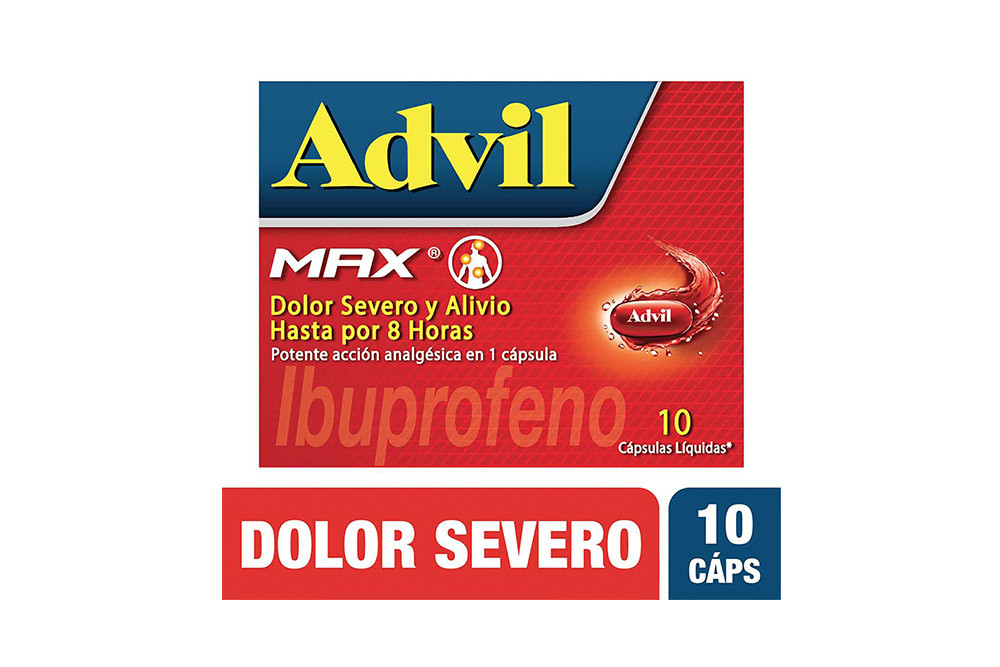 Advil
MAX®
Dolor Severo y Alivio
Hasta por 8 Horas
Potente acción analgésica en 1 cápsula
Ibuprofeno
Advil
10
Cápsulas Líquidas*
DOLOR SEVERO
10
CÁPS